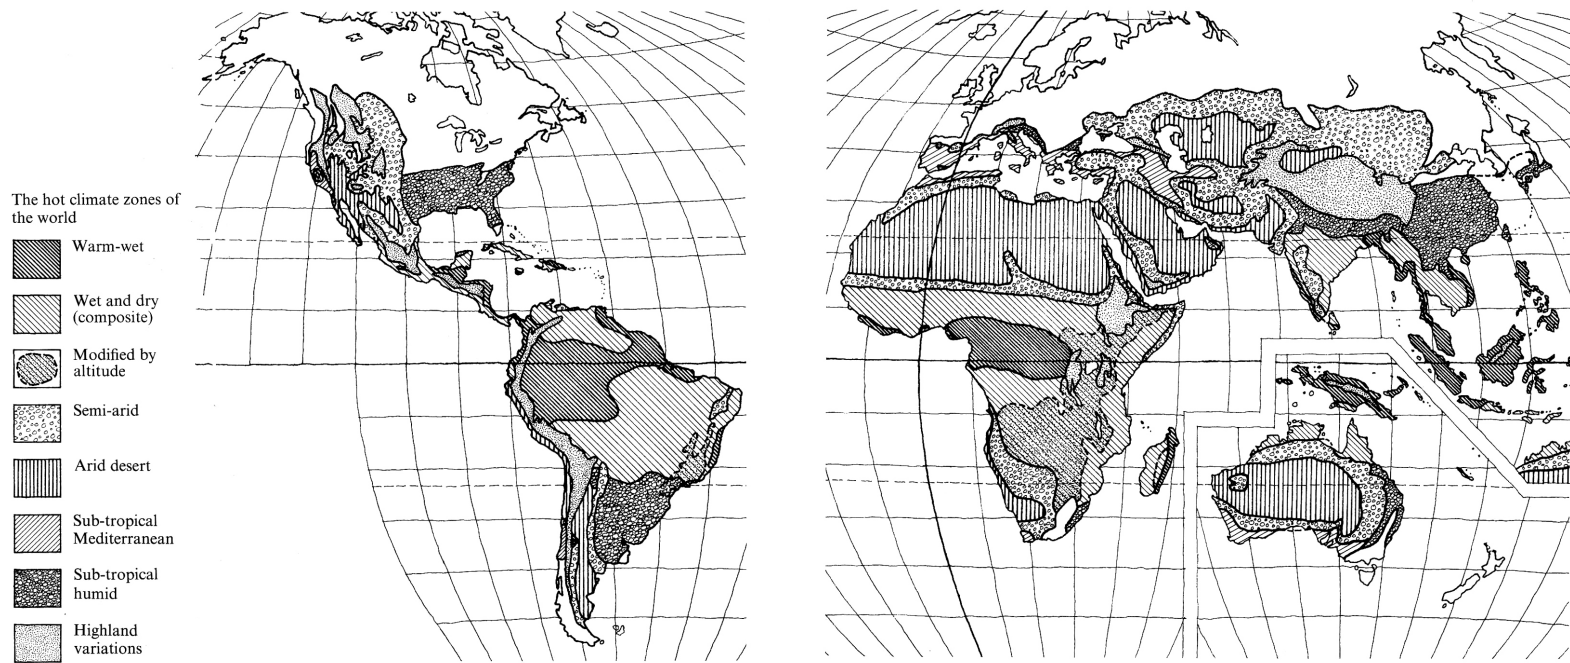 The hot climate zones of
the world
Warm-wet
Wet and dry
(composite)
Modified by
altitude
Semi-arid
Arid desert
Sub-tropical
Mediterranean
Sub-tropical
humid
Highland
variations